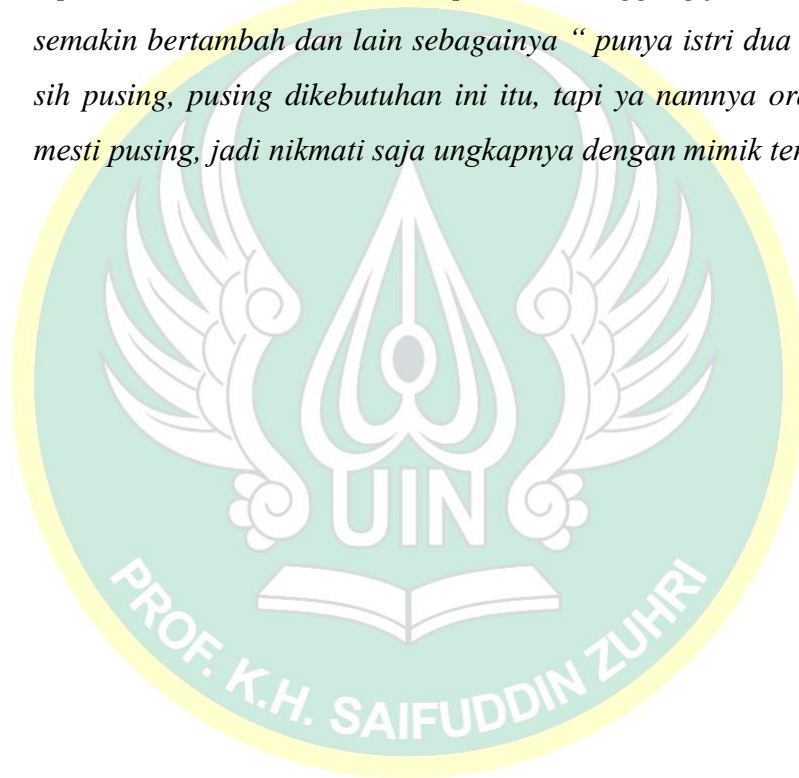 semakin bertambah dan lain sebagainya “ punya istri dua
sih pusing, pusing dikebutuhan ini itu, tapi ya namnya
mesti pusing, jadi nikmati saja ungkapnya dengan mimik
UIN
PROF. K.H. SAIFUDDIN ZUHRI